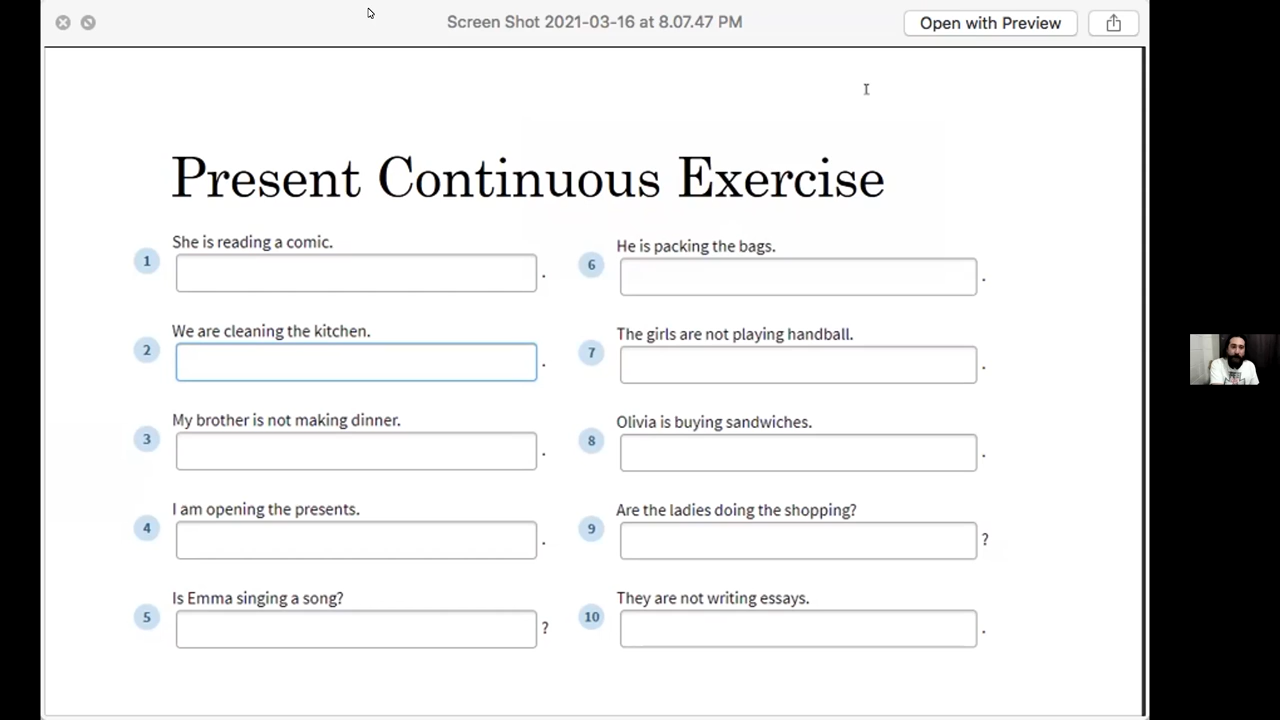 Screen Shot 2021-03-16 at 8.07.47 PM
Open with Preview
Present Continuous Exercise
1 She is reading a comic.
.
2 We are cleaning the kitchen.
.
3 My brother is not making dinner.
.
4 I am opening the presents.
.
5 Is Emma singing a song?
?
6 He is packing the bags.
.
7 The girls are not playing handball.
.
8 Olivia is buying sandwiches.
.
9 Are the ladies doing the shopping?
?
10 They are not writing essays.
.